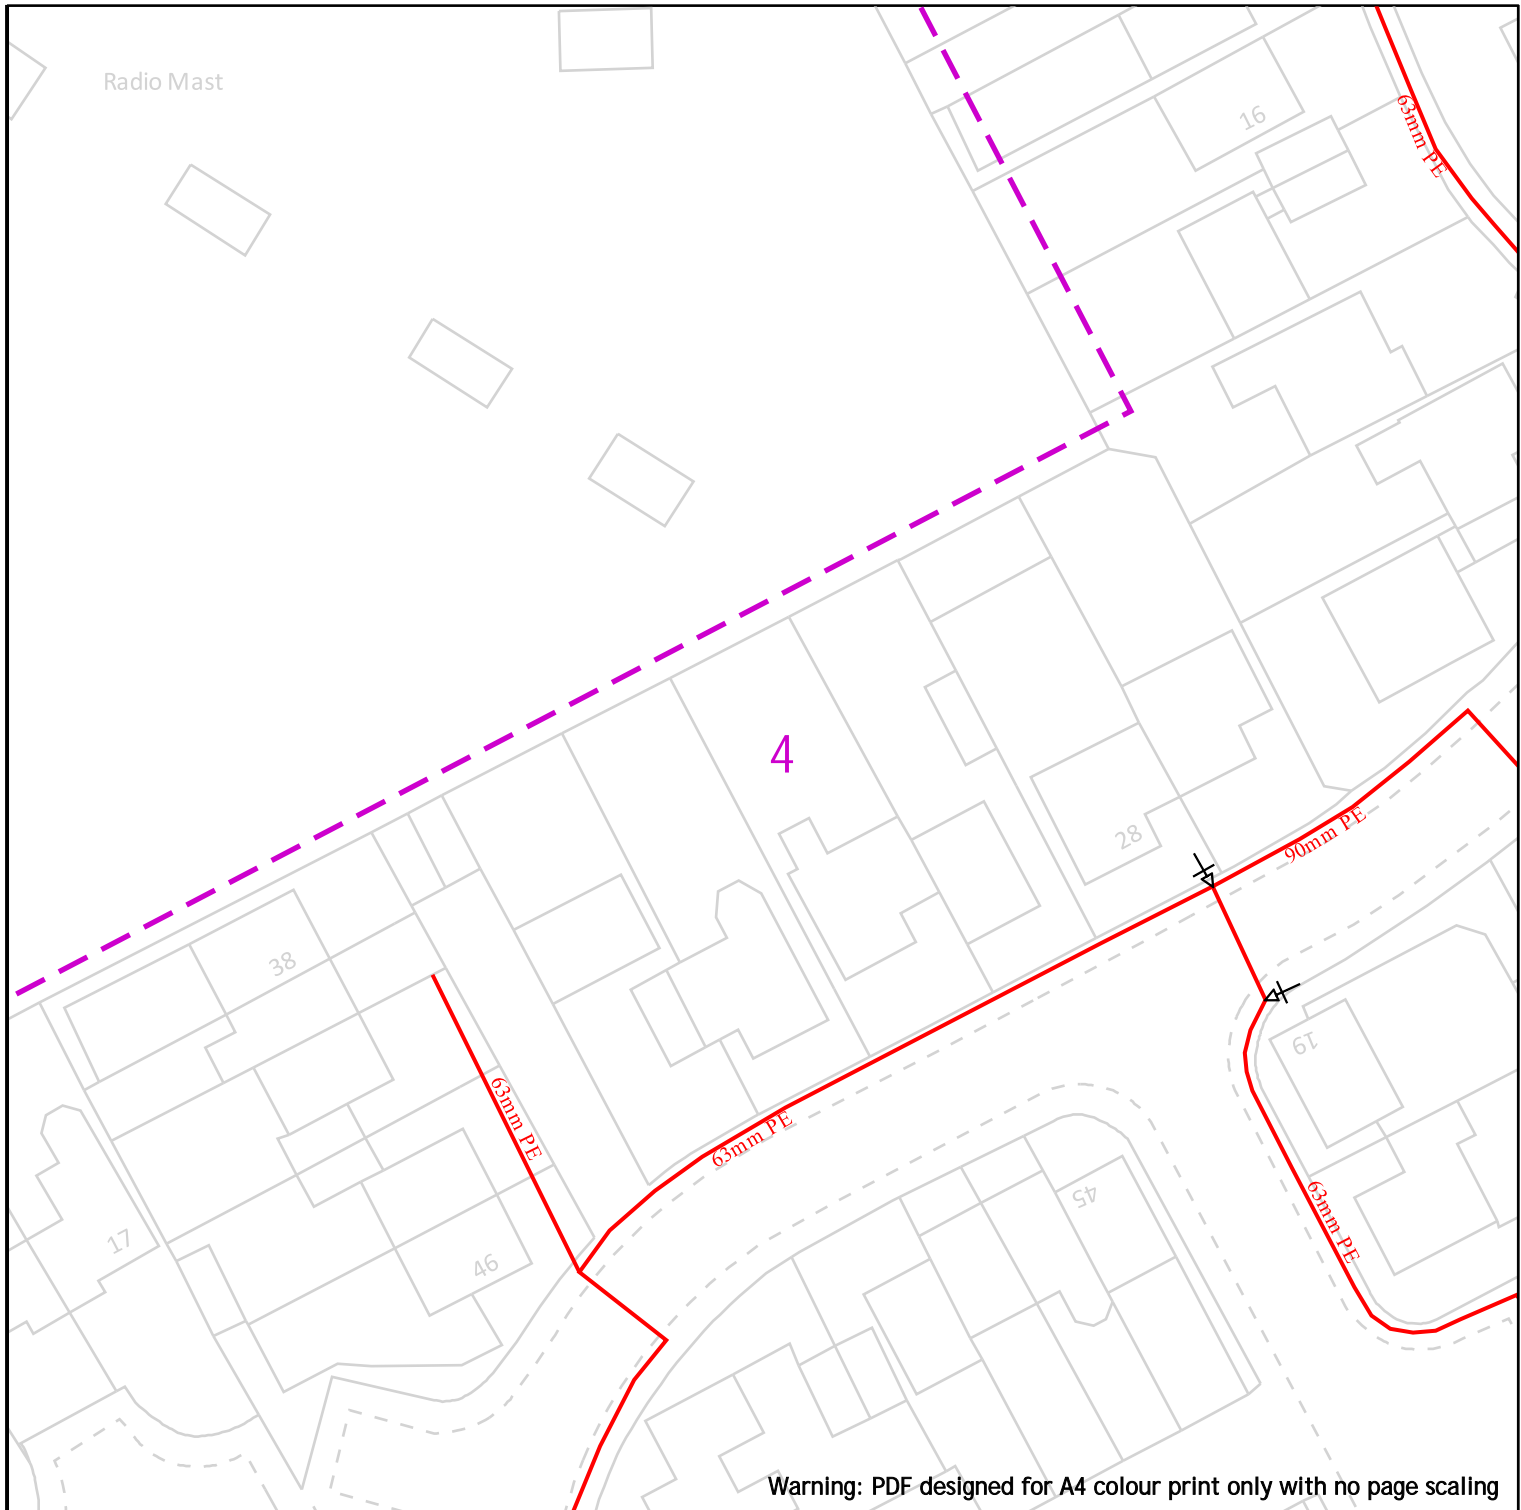 Radio Mast
16
63mm PE
4
28
90mm PE
38
19
63mm PE
63mm PE
63mm PE
45
17
46
Warning: PDF designed for A4 colour print only with no page scaling